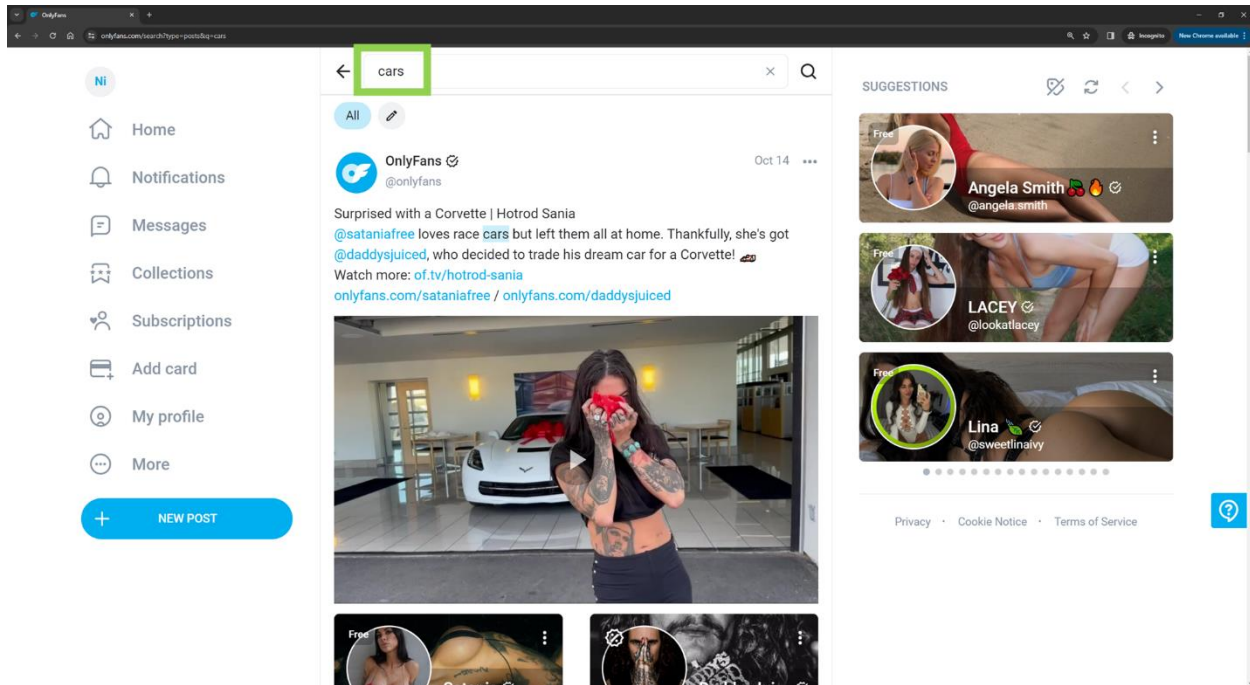 OnlyFans
onlyfans.com/search?type=posts&q=cars
Incognito
New Chrome available
Ni
Home
Notifications
Messages
Collections
Subscriptions
Add card
My profile
More
NEW POST
cars
All
OnlyFans
@onlyfans
Oct 14
Surprised with a Corvette | Hotrod Sania
@sataniafree loves race cars but left them all at home. Thankfully, she's got
@daddysjuiced, who decided to trade his dream car for a Corvette!
Watch more: of.tv/hotrod-sania
onlyfans.com/sataniafree / onlyfans.com/daddysjuiced
Free
SUGGESTIONS
Free
Angela Smith🍒🔥
@angela.smith
Free
LACEY
@lookatlacey
Free
Lina
@sweetlinaivy
Privacy · Cookie Notice · Terms of Service